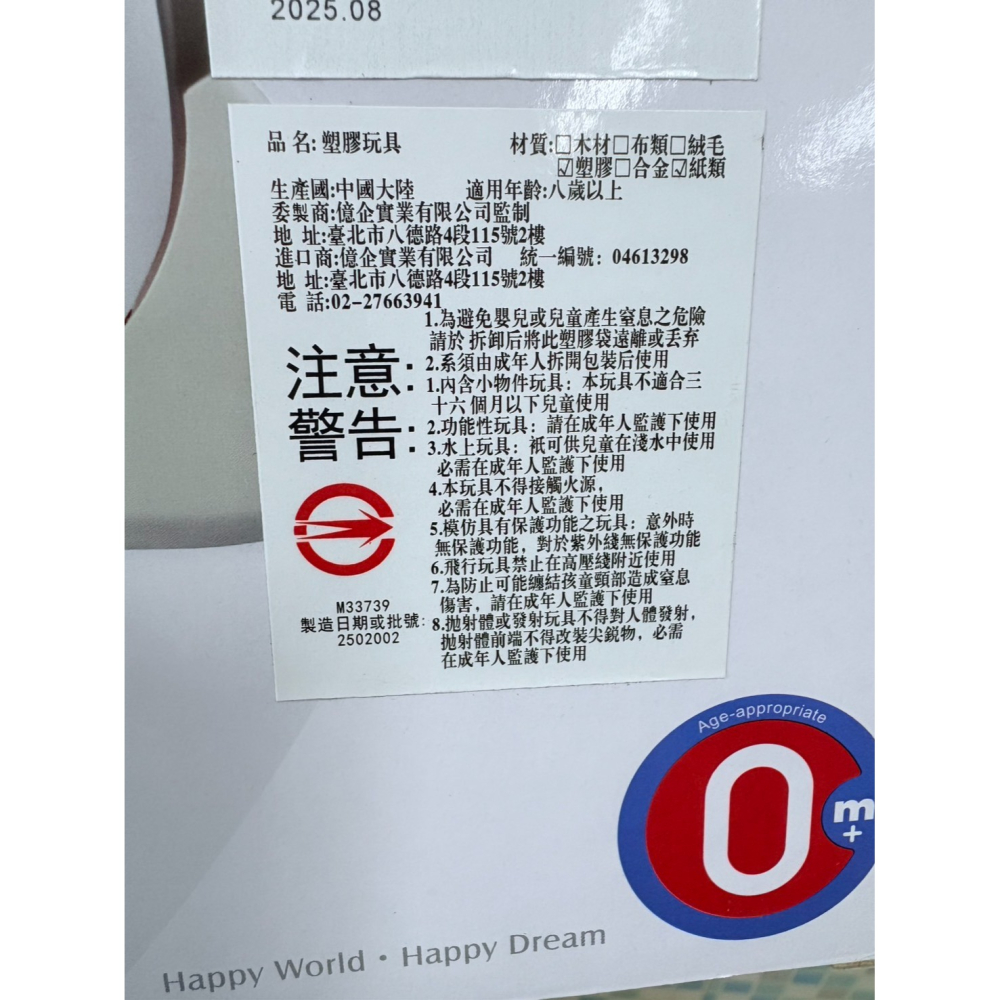 2025.08
品 名: 塑膠玩具 材質:☐木材☐布類☐絨毛
☑塑膠☐合金☑紙類
生產國:中國大陸 適用年齡:八歲以上
委製商:億企實業有限公司監制
地 址:臺北市八德路4段115號2樓
進口商:億企實業有限公司 統一編號: 04613298
地 址:臺北市八德路4段115號2樓
電 話:02-27663941
注意:
1.為避免嬰兒或兒童產生窒息之危險
請於 拆卸后將此塑膠袋遠離或丟弃
2.系須由成年人拆開包裝后使用
警告:
1.內含小物件玩具: 本玩具不適合三
十六個月以下兒童使用
2.功能性玩具: 請在成年人監護下使用
3.水上玩具: 衹可供兒童在淺水中使用
必需在成年人監護下使用
4.本玩具不得接觸火源,
必需在成年人監護下使用
5.模仿具有保護功能之玩具: 意外時
無保護功能, 對於紫外綫無保護功能
6.飛行玩具禁止在高壓綫附近使用
7.為防止可能纏結孩童頸部造成窒息
傷害, 請在成年人監護下使用
8.拋射體或發射玩具不得對人體發射,
拋射體前端不得改裝尖銳物, 必需
在成年人監護下使用
M33739
製造日期或批號:
2502002
Age-appropriate
0m+
Happy World · Happy Dream